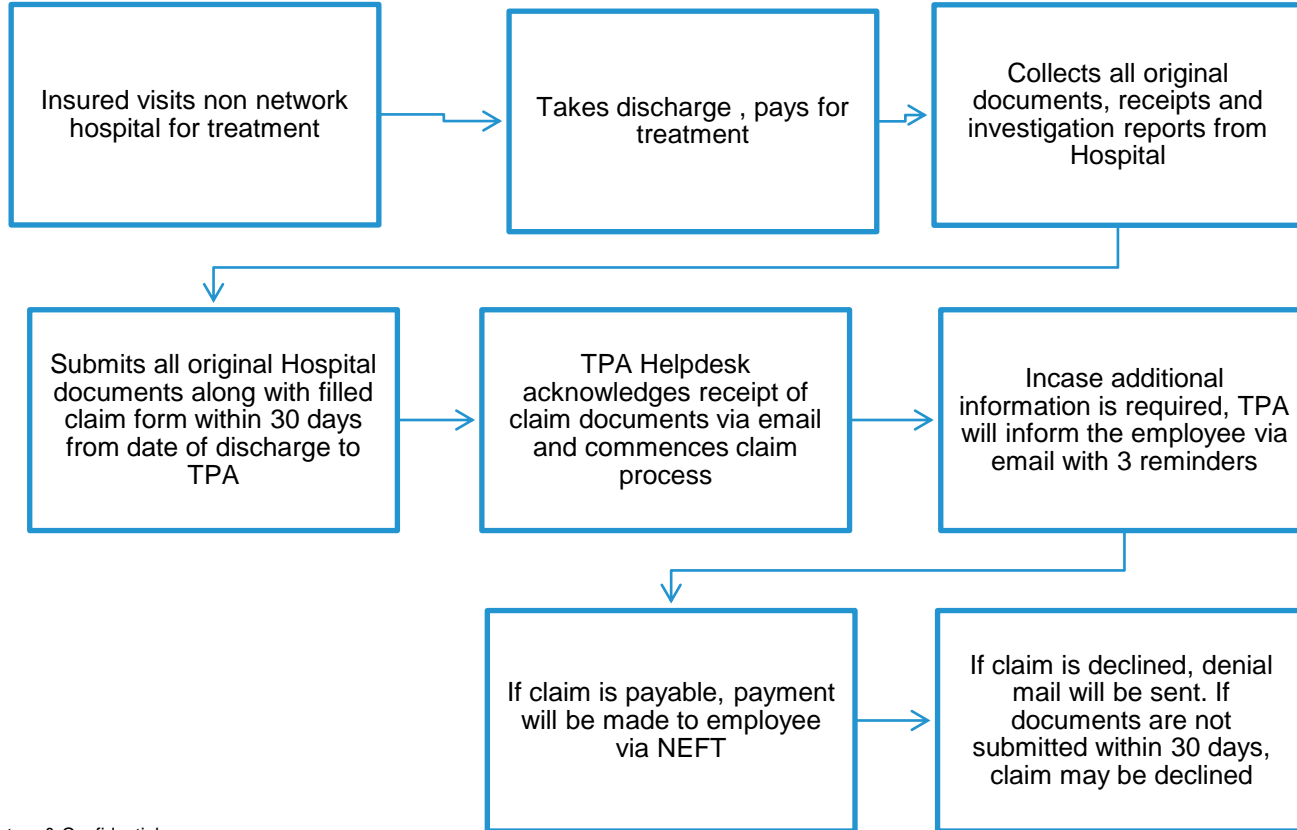 Insured visits non network
hospital for treatment
Takes discharge , pays for
treatment
Collects all original
documents, receipts and
investigation reports from
Hospital
Submits all original Hospital
documents along with filled
claim form within 30 days
from date of discharge to
TPA
TPA Helpdesk
acknowledges receipt of
claim documents via email
and commences claim
process
Incase additional
information is required, TPA
will inform the employee via
email with 3 reminders
If claim is payable, payment
will be made to employee
via NEFT
If claim is declined, denial
mail will be sent. If
documents are not
submitted within 30 days,
claim may be declined